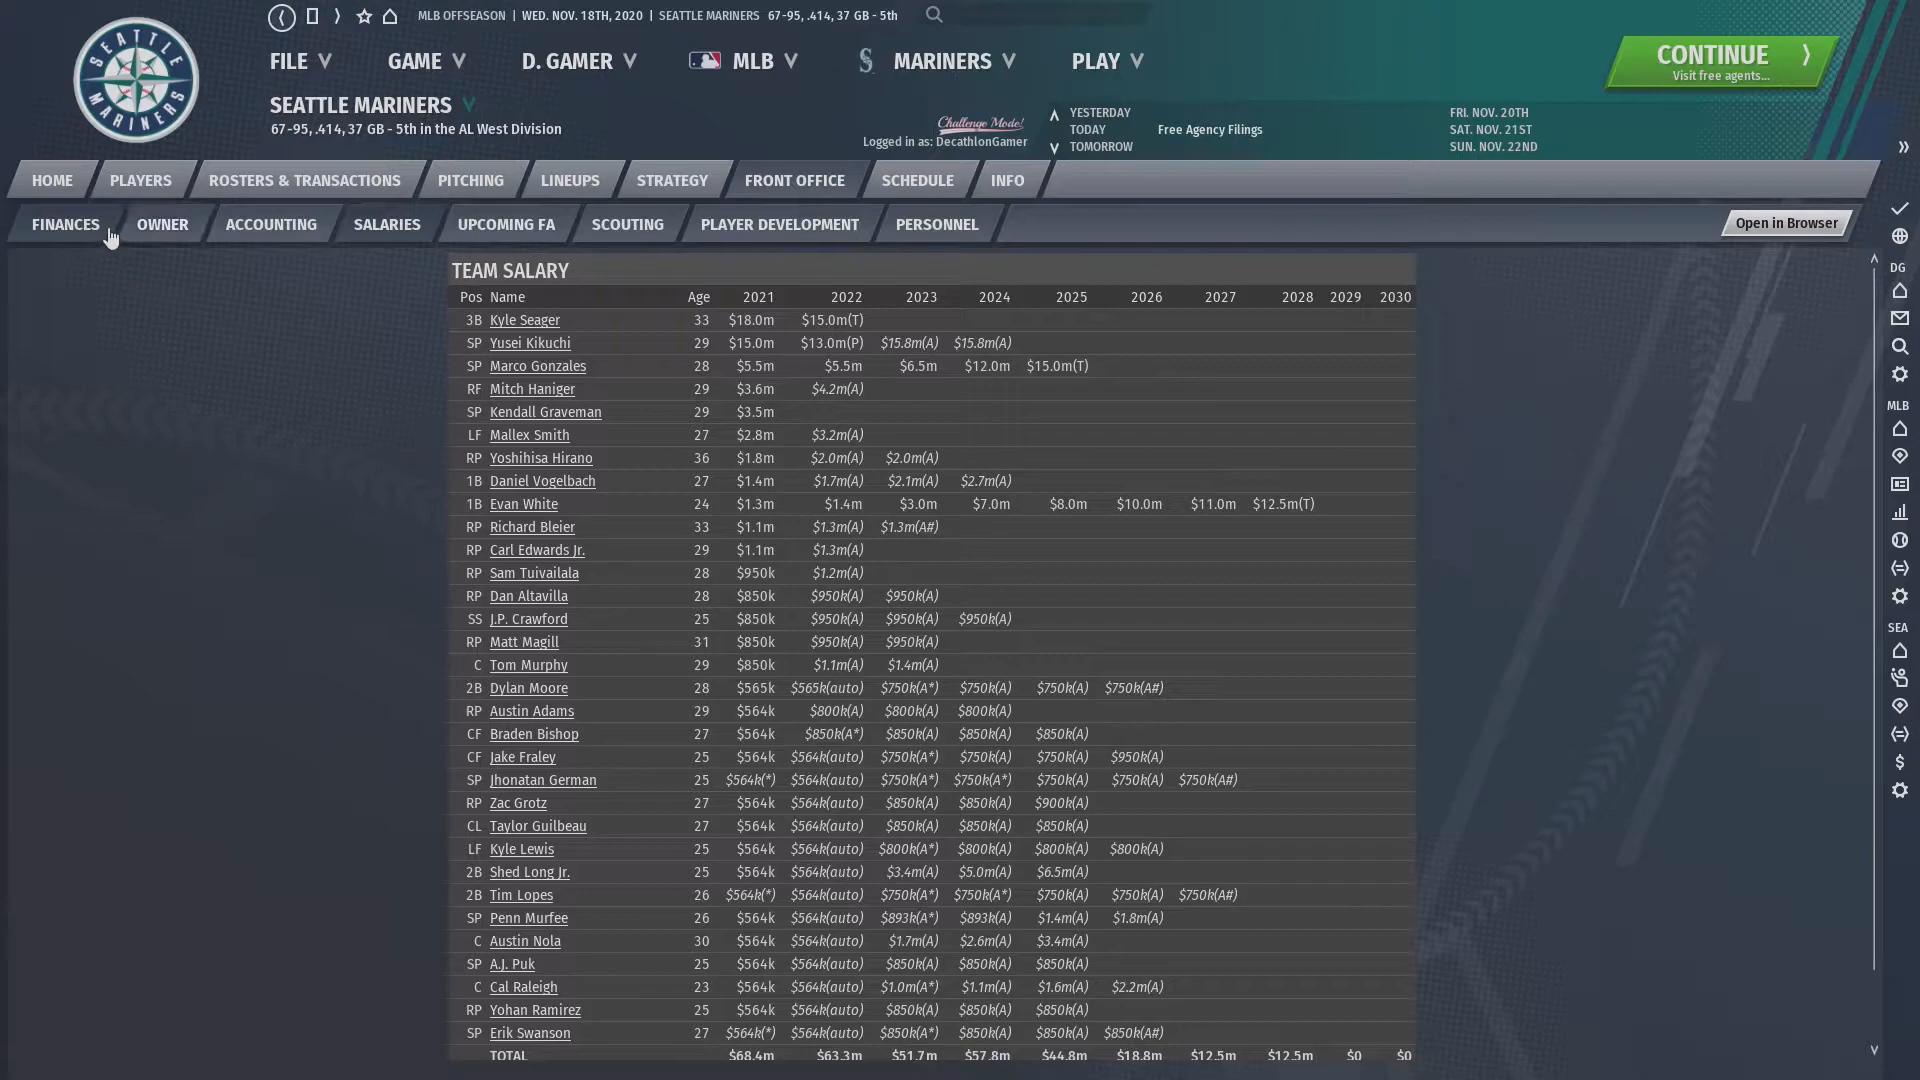 MLB OFFSEASON | WED. NOV. 18TH, 2020 | SEATTLE MARINERS 67-95, .414, 37 GB - 5th
SEATTLE MARINERS
FILE GAME D. GAMER MLB MARINERS PLAY
CONTINUE
Visit free agents...
SEATTLE MARINERS
67-95, .414, 37 GB - 5th in the AL West Division
Challenge Mode!
Logged in as: DecathlonGamer
YESTERDAY FRI. NOV. 20TH
TODAY Free Agency Filings SAT. NOV. 21ST
TOMORROW SUN. NOV. 22ND
HOME PLAYERS ROSTERS & TRANSACTIONS PITCHING LINEUPS STRATEGY FRONT OFFICE SCHEDULE INFO
FINANCES OWNER ACCOUNTING SALARIES UPCOMING FA SCOUTING PLAYER DEVELOPMENT PERSONNEL Open in Browser
TEAM SALARY
Pos Name Age 2021 2022 2023 2024 2025 2026 2027 2028 2029 2030
3B Kyle Seager 33 $18.0m $15.0m(T)
SP Yusei Kikuchi 29 $15.0m $13.0m(P) $15.8m(A) $15.8m(A)
SP Marco Gonzales 28 $5.5m $5.5m $6.5m $12.0m $15.0m(T)
RF Mitch Haniger 29 $3.6m $4.2m(A)
SP Kendall Graveman 29 $3.5m
LF Mallex Smith 27 $2.8m $3.2m(A)
RP Yoshihisa Hirano 36 $1.8m $2.0m(A) $2.0m(A)
1B Daniel Vogelbach 27 $1.4m $1.7m(A) $2.1m(A) $2.7m(A)
1B Evan White 24 $1.3m $1.4m $3.0m $7.0m $8.0m $10.0m $11.0m $12.5m(T)
RP Richard Bleier 33 $1.1m $1.3m(A) $1.3m(A#)
RP Carl Edwards Jr. 29 $1.1m $1.3m(A)
RP Sam Tuivailala 28 $950k $1.2m(A)
RP Dan Altavilla 28 $850k $950k(A) $950k(A)
SS J.P. Crawford 25 $850k $950k(A) $950k(A) $950k(A)
RP Matt Magill 31 $850k $950k(A) $950k(A)
C Tom Murphy 29 $850k $1.1m(A) $1.4m(A)
2B Dylan Moore 28 $565k $565k(auto) $750k(A*) $750k(A) $750k(A) $750k(A#)
RP Austin Adams 29 $564k $800k(A) $800k(A) $800k(A)
CF Braden Bishop 27 $564k $850k(A*) $850k(A) $850k(A) $850k(A)
CF Jake Fraley 25 $564k $564k(auto) $750k(A*) $750k(A) $750k(A) $950k(A)
SP Jhonatan German 25 $564k(*) $564k(auto) $750k(A*) $750k(A*) $750k(A) $750k(A) $750k(A#)
RP Zac Grotz 27 $564k $564k(auto) $850k(A) $850k(A) $900k(A)
CL Taylor Guilbeau 27 $564k $564k(auto) $850k(A) $850k(A) $850k(A)
LF Kyle Lewis 25 $564k $564k(auto) $800k(A*) $800k(A) $800k(A) $800k(A)
2B Shed Long Jr. 25 $564k $564k(auto) $3.4m(A) $5.0m(A) $6.5m(A)
2B Tim Lopes 26 $564k(*) $564k(auto) $750k(A*) $750k(A*) $750k(A) $750k(A) $750k(A#)
SP Penn Murfee 26 $564k $564k(auto) $893k(A*) $893k(A) $1.4m(A) $1.8m(A)
C Austin Nola 30 $564k $564k(auto) $1.7m(A) $2.6m(A) $3.4m(A)
SP A.J. Puk 25 $564k $564k(auto) $850k(A) $850k(A) $850k(A)
C Cal Raleigh 23 $564k $564k(auto) $1.0m(A*) $1.1m(A) $1.6m(A) $2.2m(A)
RP Yohan Ramirez 25 $564k $564k(auto) $850k(A) $850k(A) $850k(A)
SP Erik Swanson 27 $564k(*) $564k(auto) $850k(A*) $850k(A) $850k(A) $850k(A#)
TOTAL $68.4m $63.3m $51.7m $57.8m $44.8m $18.8m $12.5m $12.5m $0 $0
DG
MLB
SEA
$